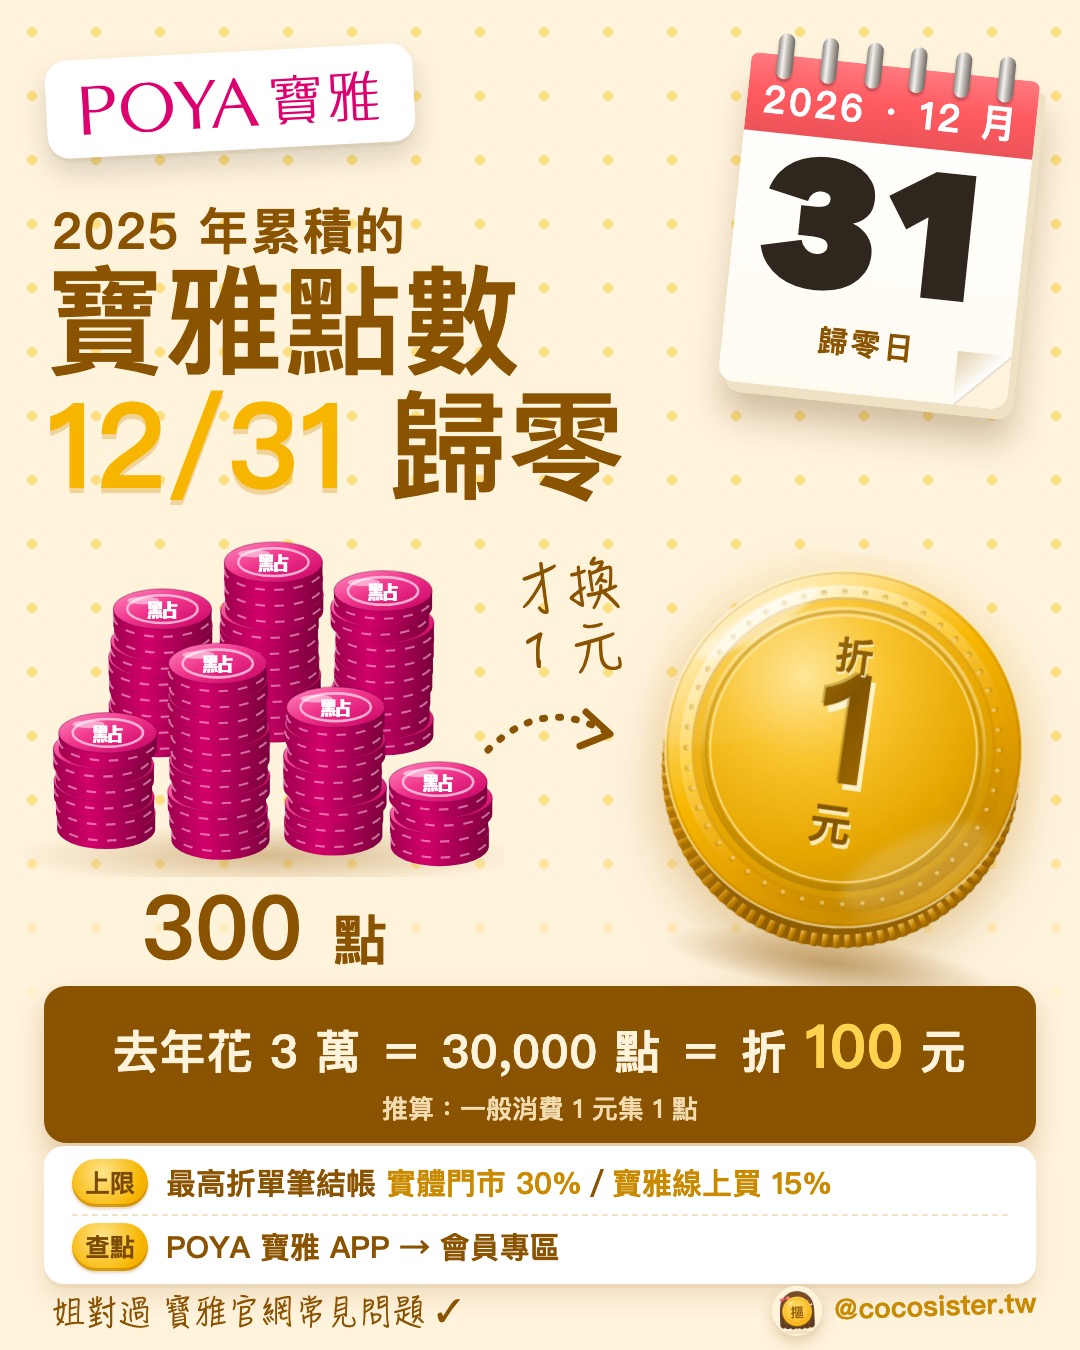 POYA 寶雅
2026 · 12 月
31
歸零日
2025 年累積的
寶雅點數
12/31 歸零
點
點
點
點
點
點
點
才換
1 元
折
1
元
300 點
去年花 3 萬 = 30,000 點 = 折 100 元
推算：一般消費 1 元集 1 點
上限 最高折單筆結帳 實體門市 30% / 寶雅線上買 15%
查點 POYA 寶雅 APP → 會員專區
姐對過 寶雅官網常見問題 ✓
摳 @cocosister.tw